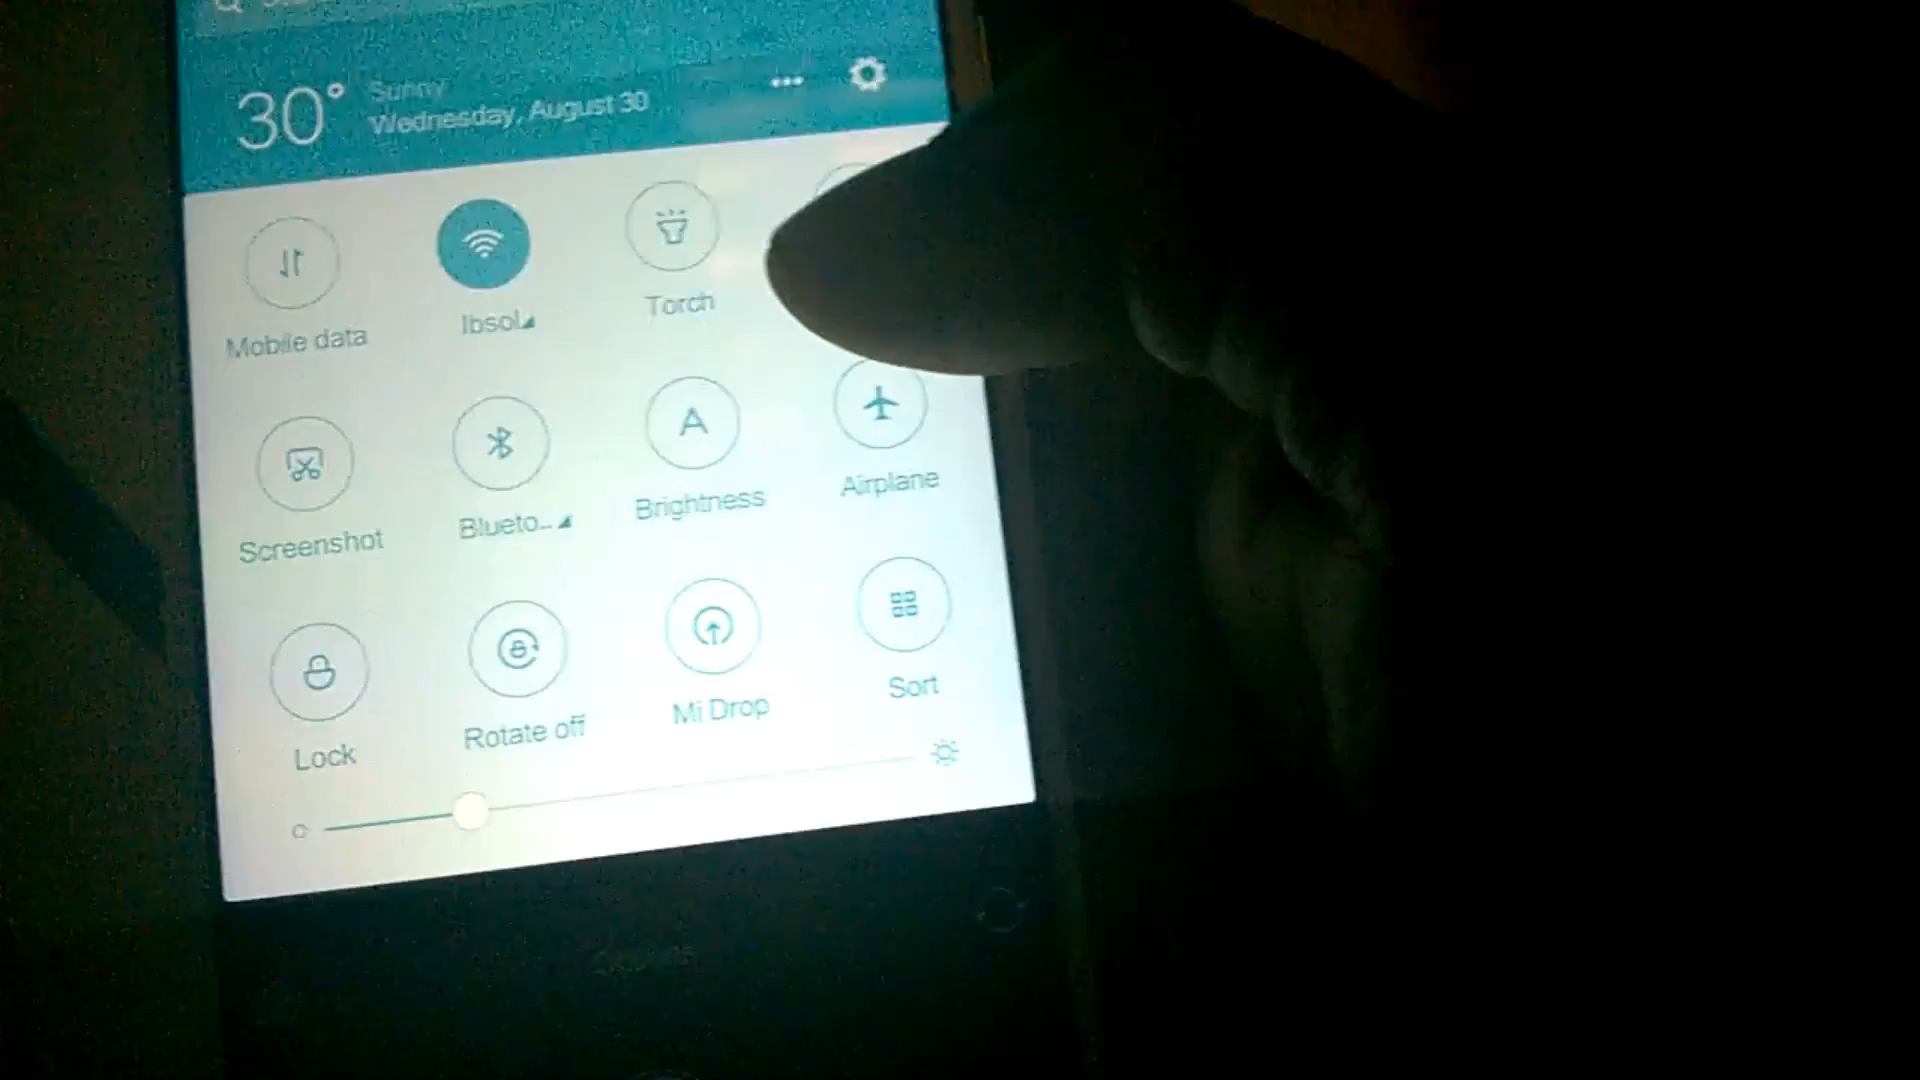 30°
Sunny
Wednesday, August 30
Mobile data
Ibsol
Torch
Screenshot
Blueto...
Brightness
Airplane
Lock
Rotate off
Mi Drop
Sort